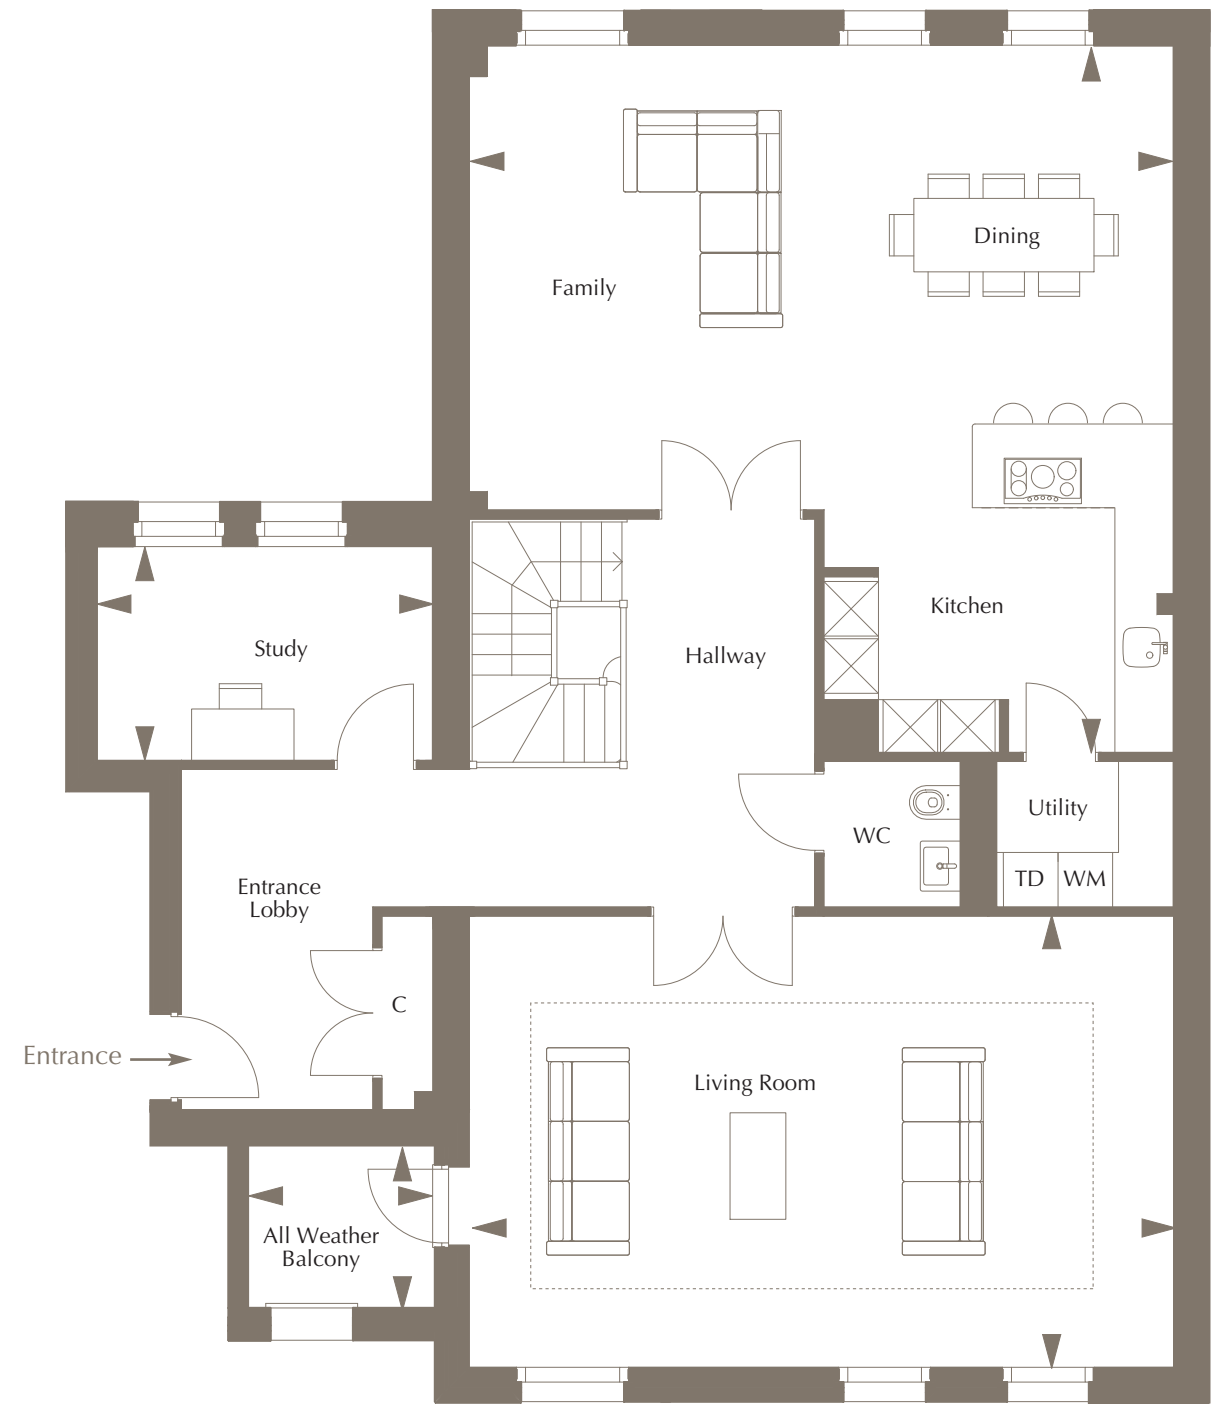 Dining
Family
Kitchen
Study
Hallway
Utility
WC
TD
WM
Entrance
Lobby
C
Entrance
Living Room
All Weather
Balcony